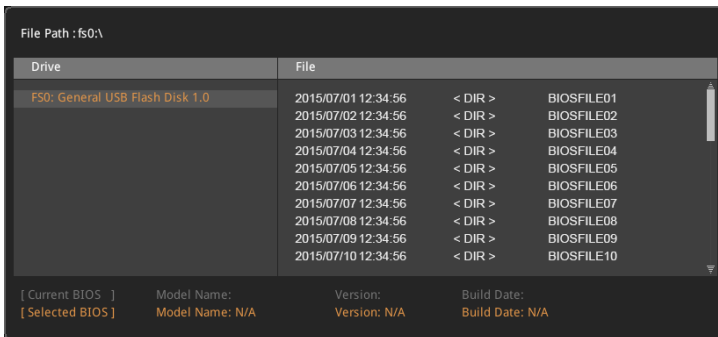 File Path : fs0:\
Drive File
FS0: General USB Flash Disk 1.0
2015/07/01 12:34:56 < DIR > BIOSFILE01
2015/07/02 12:34:56 < DIR > BIOSFILE02
2015/07/03 12:34:56 < DIR > BIOSFILE03
2015/07/04 12:34:56 < DIR > BIOSFILE04
2015/07/05 12:34:56 < DIR > BIOSFILE05
2015/07/06 12:34:56 < DIR > BIOSFILE06
2015/07/07 12:34:56 < DIR > BIOSFILE07
2015/07/08 12:34:56 < DIR > BIOSFILE08
2015/07/09 12:34:56 < DIR > BIOSFILE09
2015/07/10 12:34:56 < DIR > BIOSFILE10
[ Current BIOS ] Model Name: Version: Build Date:
[ Selected BIOS ] Model Name: N/A Version: N/A Build Date: N/A